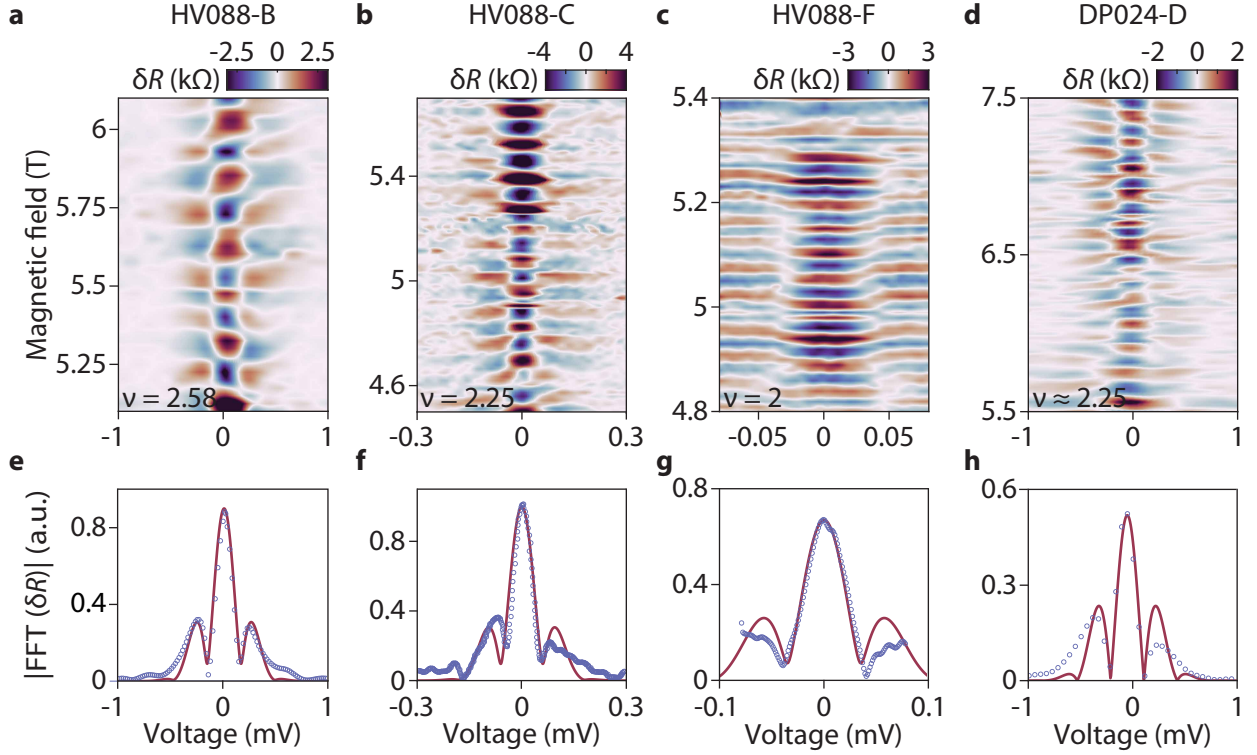 a HV088-B
-2.5 0 2.5
δR (kΩ)
6
5.75
5.5
5.25
Magnetic field (T)
ν = 2.58
-1 0 1
b HV088-C
-4 0 4
δR (kΩ)
5.4
5
4.6
ν = 2.25
-0.3 0 0.3
c HV088-F
-3 0 3
δR (kΩ)
5.4
5.2
5
4.8
ν = 2
-0.05 0 0.05
d DP024-D
-2 0 2
δR (kΩ)
7.5
6.5
5.5
ν ≈ 2.25
-1 0 1
e
|FFT (δR)| (a.u.)
0.8
0.4
0
-1 0 1
Voltage (mV)
f
0.8
0.4
0
-0.3 0 0.3
Voltage (mV)
g
0.8
0.4
0
-0.1 0 0.1
Voltage (mV)
h
0.6
0.3
0
-1 0 1
Voltage (mV)